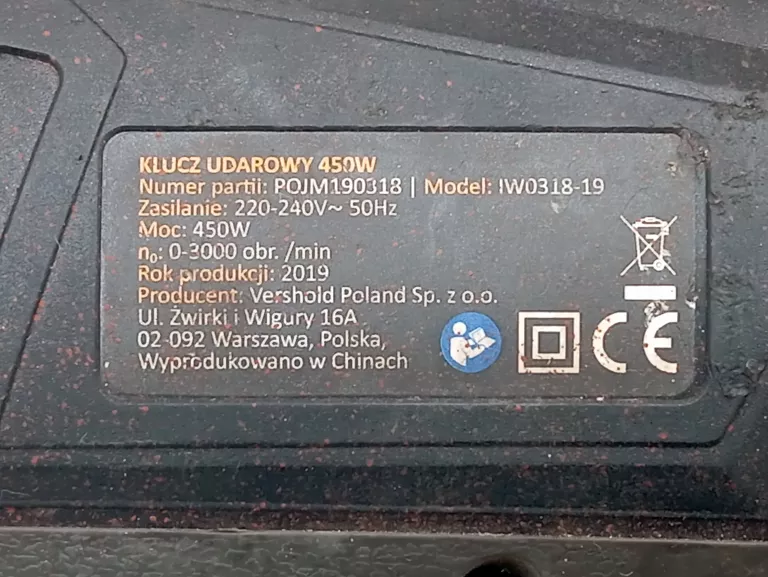 KLUCZ UDAROWY 450W
Numer partii: POJM190318 | Model: IW0318-19
Zasilanie: 220-240V~ 50Hz
Moc: 450W
n₀: 0-3000 obr. /min
Rok produkcji: 2019
Producent: Vershold Poland Sp. z o.o.
Ul. Żwirki i Wigury 16A
02-092 Warszawa, Polska,
Wyprodukowano w Chinach
CE